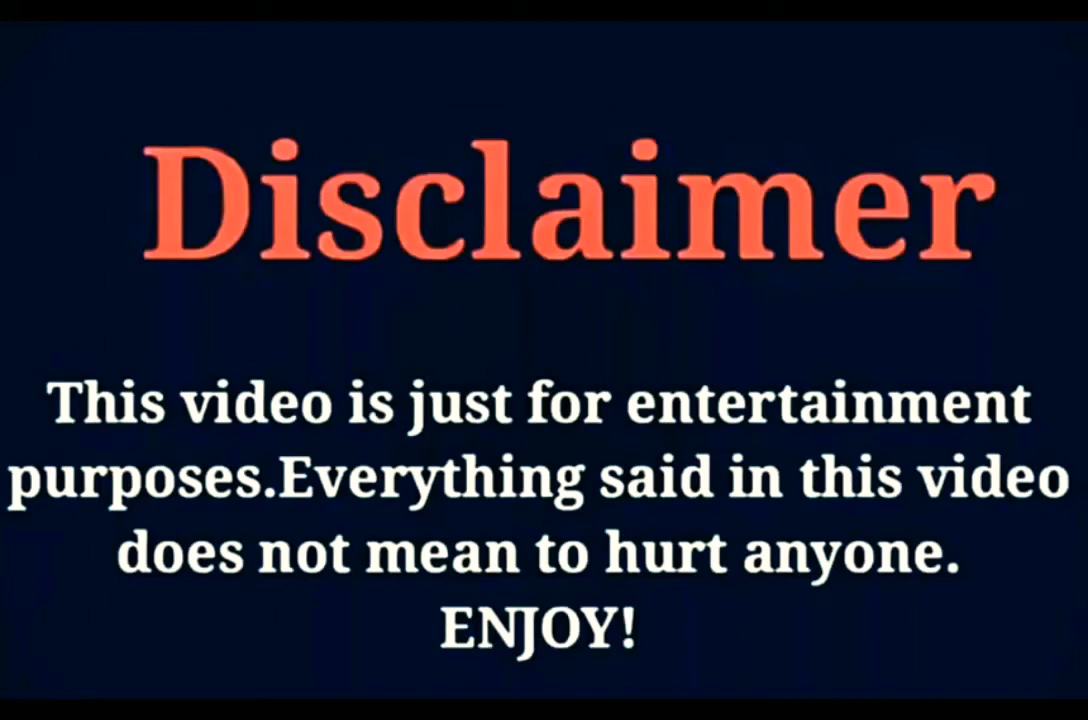 Disclaimer
This video is just for entertainment
purposes.Everything said in this video
does not mean to hurt anyone.
ENJOY!